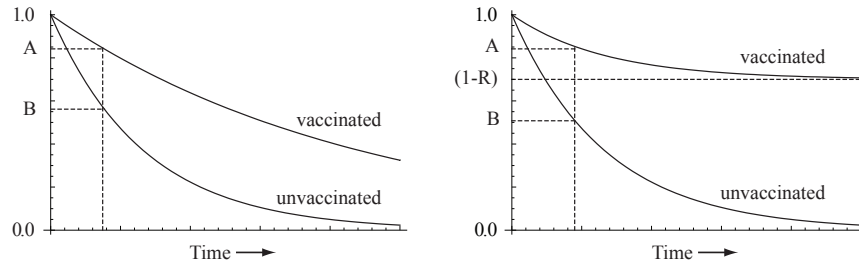 1.0
A
B
0.0
vaccinated
unvaccinated
Time
1.0
A
(1-R)
B
0.0
vaccinated
unvaccinated
Time